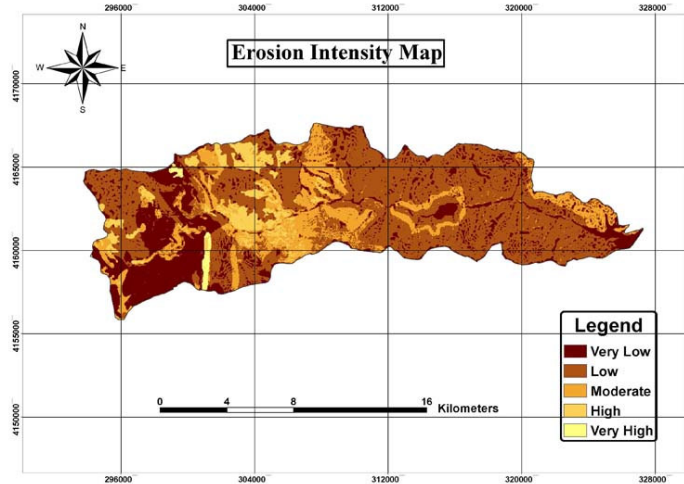 296000 304000 312000 320000 328000
N
W E
S
Erosion Intensity Map
4170000
4165000
4160000
4155000
4150000
Legend
Very Low
Low
Moderate
High
Very High
0 4 8 16
Kilometers
296000 304000 312000 320000 328000